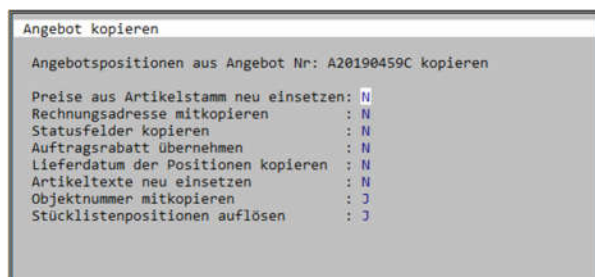 Angebot kopieren
Angebotspositionen aus Angebot Nr: A20190459C kopieren
Preise aus Artikelstamm neu einsetzen: N
Rechnungsadresse mitkopieren : N
Statusfelder kopieren : N
Auftragsrabatt übernehmen : N
Lieferdatum der Positionen kopieren : N
Artikeltexte neu einsetzen : N
Objektnummer mitkopieren : J
Stücklistenpositionen auflösen : J